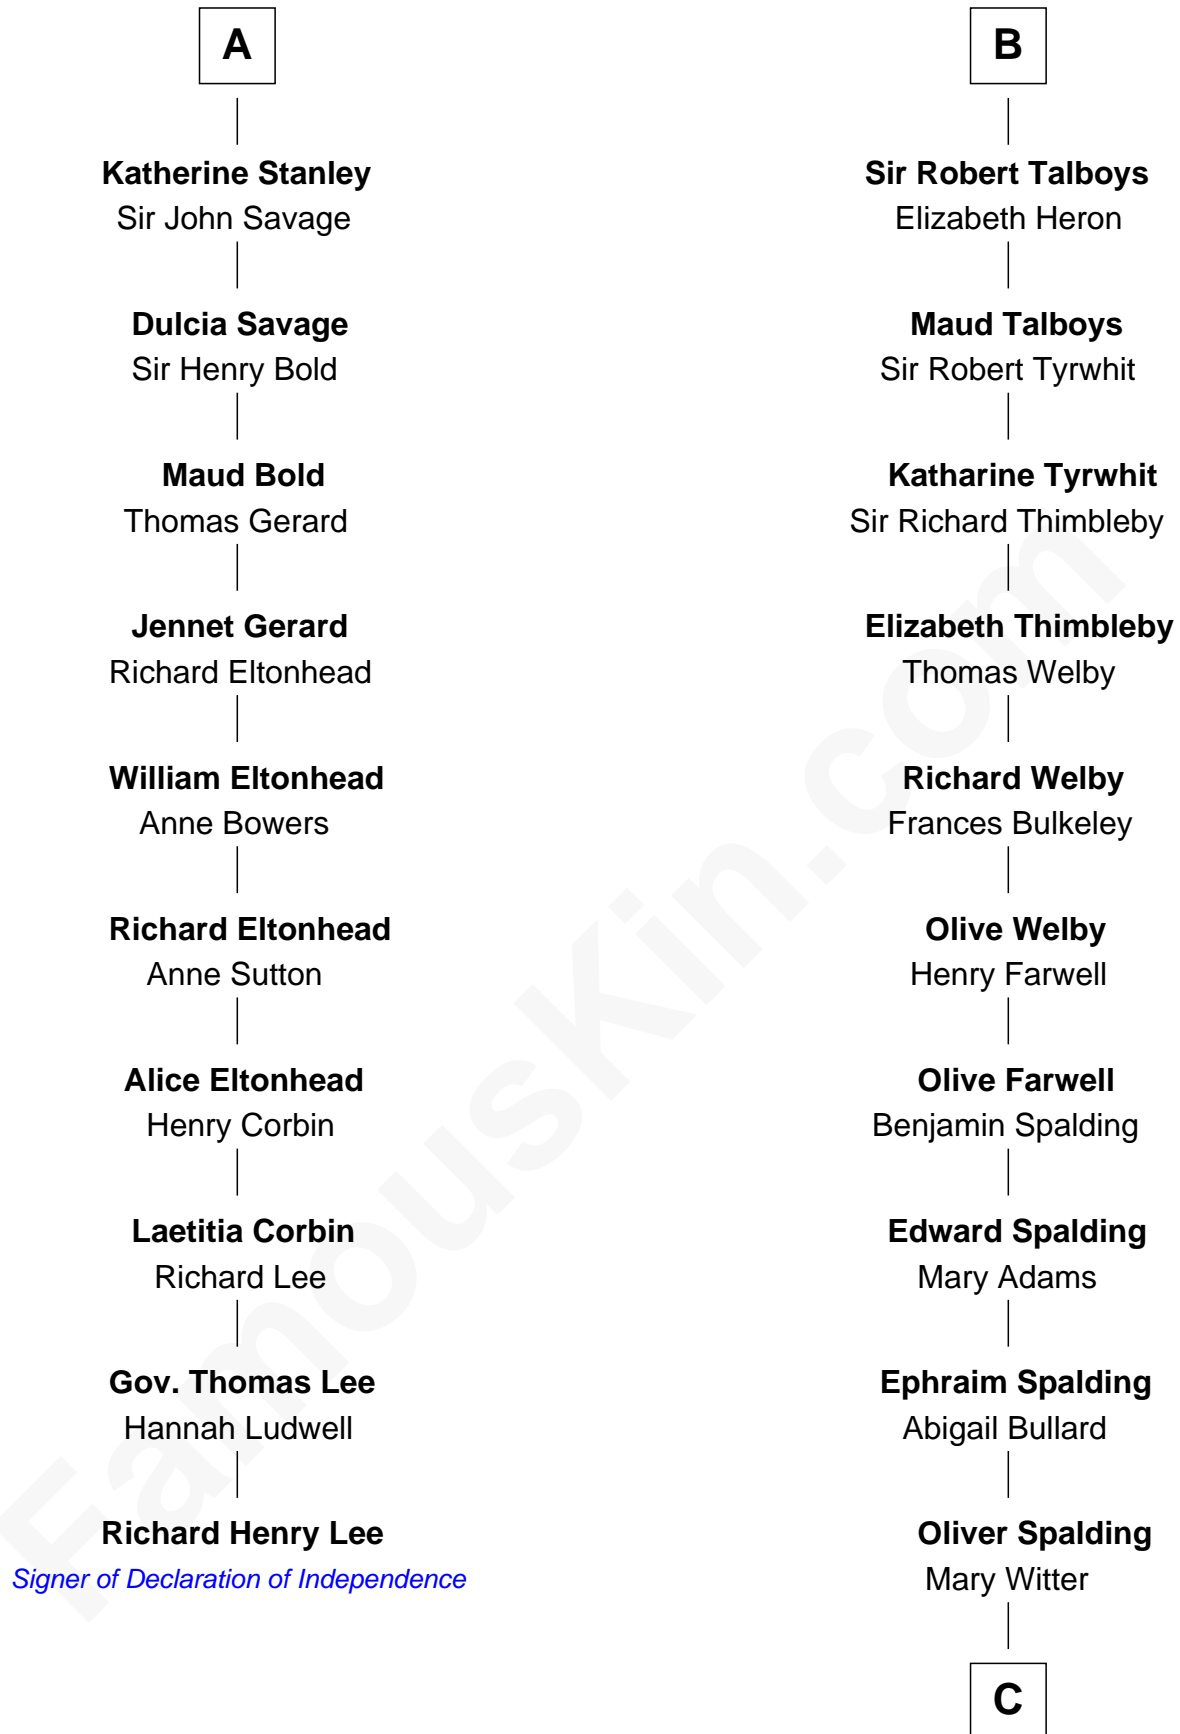 A
Katherine Stanley
Sir John Savage
Dulcia Savage
Sir Henry Bold
Maud Bold
Thomas Gerard
Jennet Gerard
Richard Eltonhead
William Eltonhead
Anne Bowers
Richard Eltonhead
Anne Sutton
Alice Eltonhead
Henry Corbin
Laetitia Corbin
Richard Lee
Gov. Thomas Lee
Hannah Ludwell
Richard Henry Lee
Signer of Declaration of Independence
B
Sir Robert Talboys
Elizabeth Heron
Maud Talboys
Sir Robert Tyrwhit
Katharine Tyrwhit
Sir Richard Thimbleby
Elizabeth Thimbleby
Thomas Welby
Richard Welby
Frances Bulkeley
Olive Welby
Henry Farwell
Olive Farwell
Benjamin Spalding
Edward Spalding
Mary Adams
Ephraim Spalding
Abigail Bullard
Oliver Spalding
Mary Witter
C
FamousKin.com